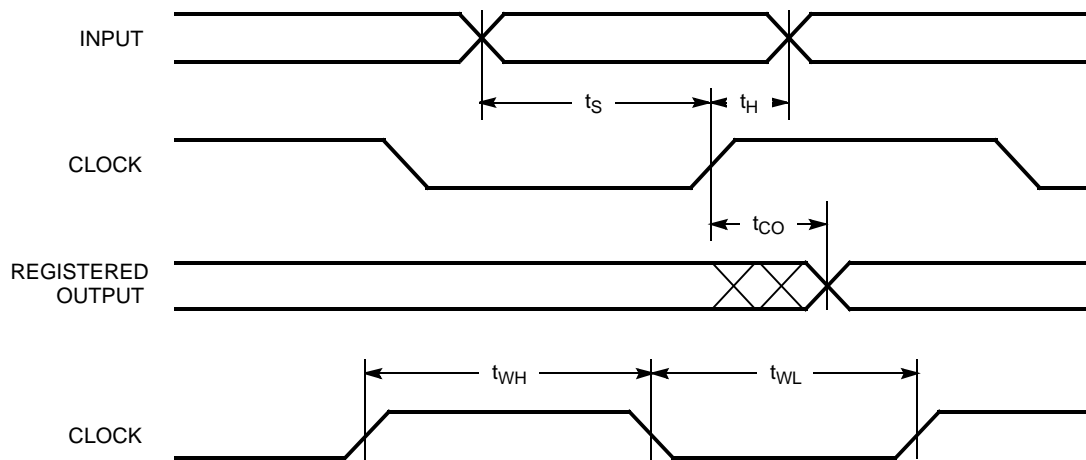 INPUT
tS
tH
CLOCK
tCO
REGISTERED
OUTPUT
tWH
tWL
CLOCK